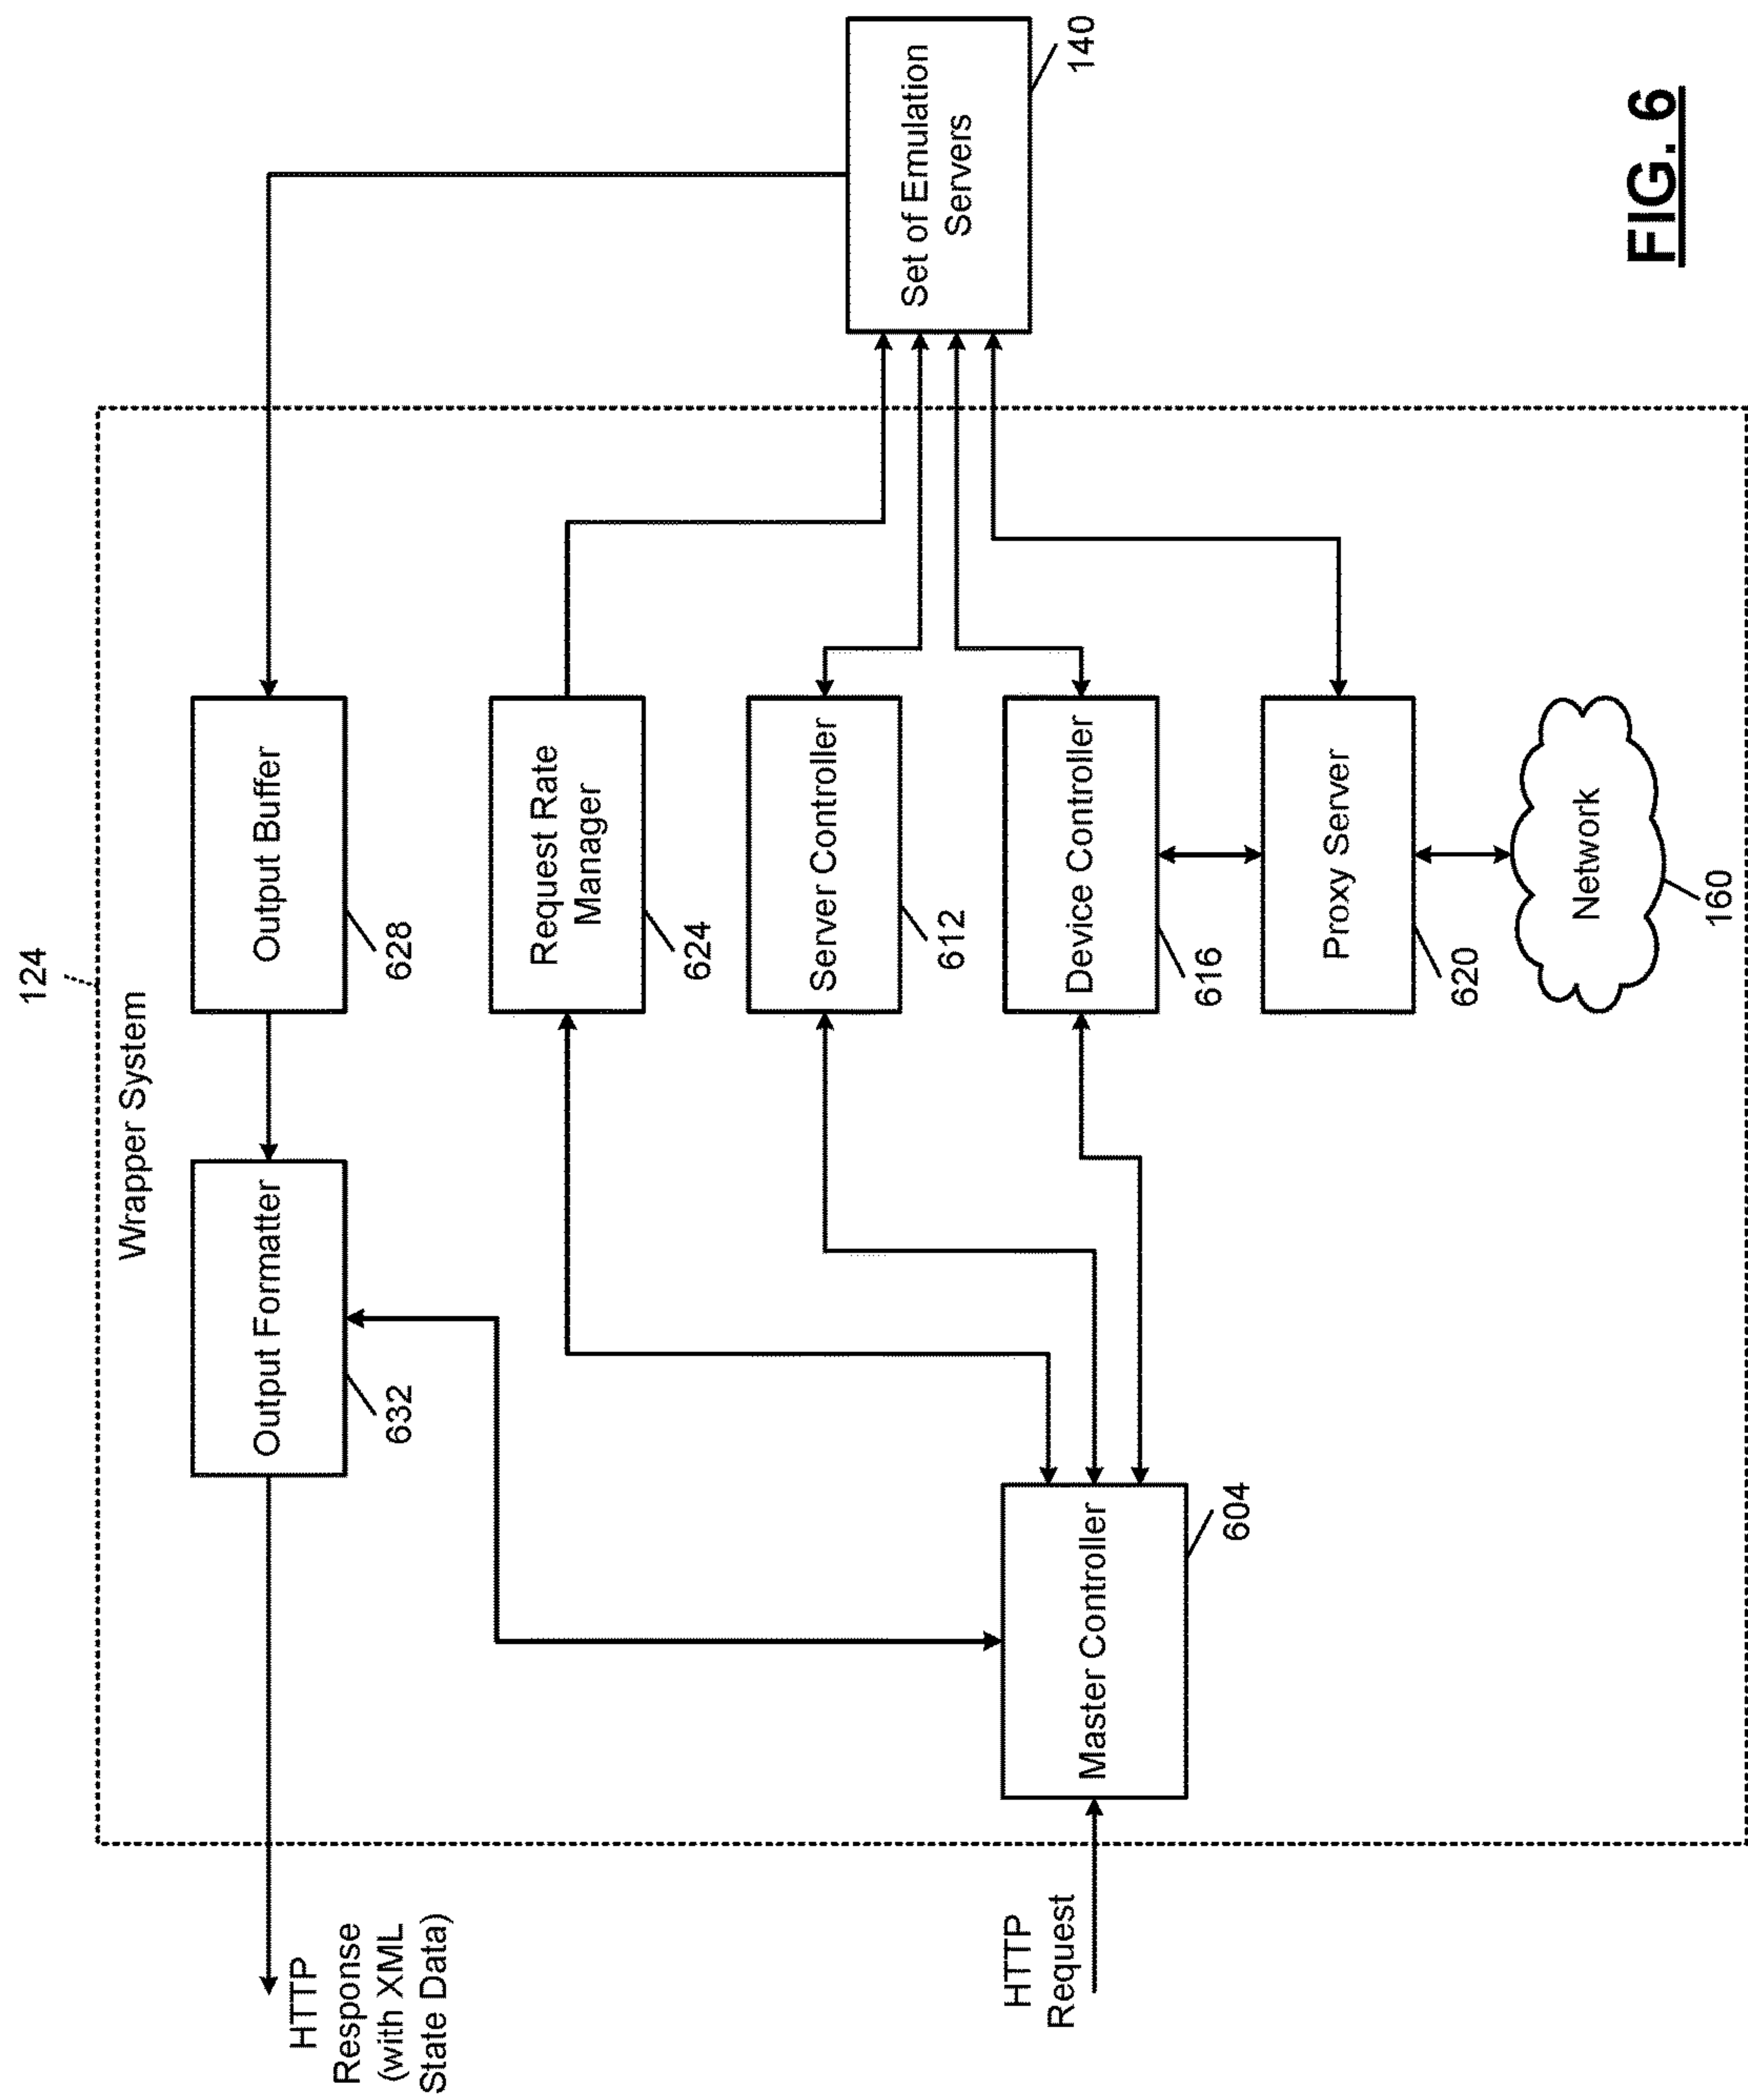 124
Wrapper System
HTTP
Response
(with XML
State Data)
Output Formatter
632
Output Buffer
628
Request Rate
Manager
624
Server Controller
612
Set of Emulation
Servers
140
HTTP
Request
Master Controller
604
Device Controller
616
Proxy Server
620
Network
160
FIG. 6